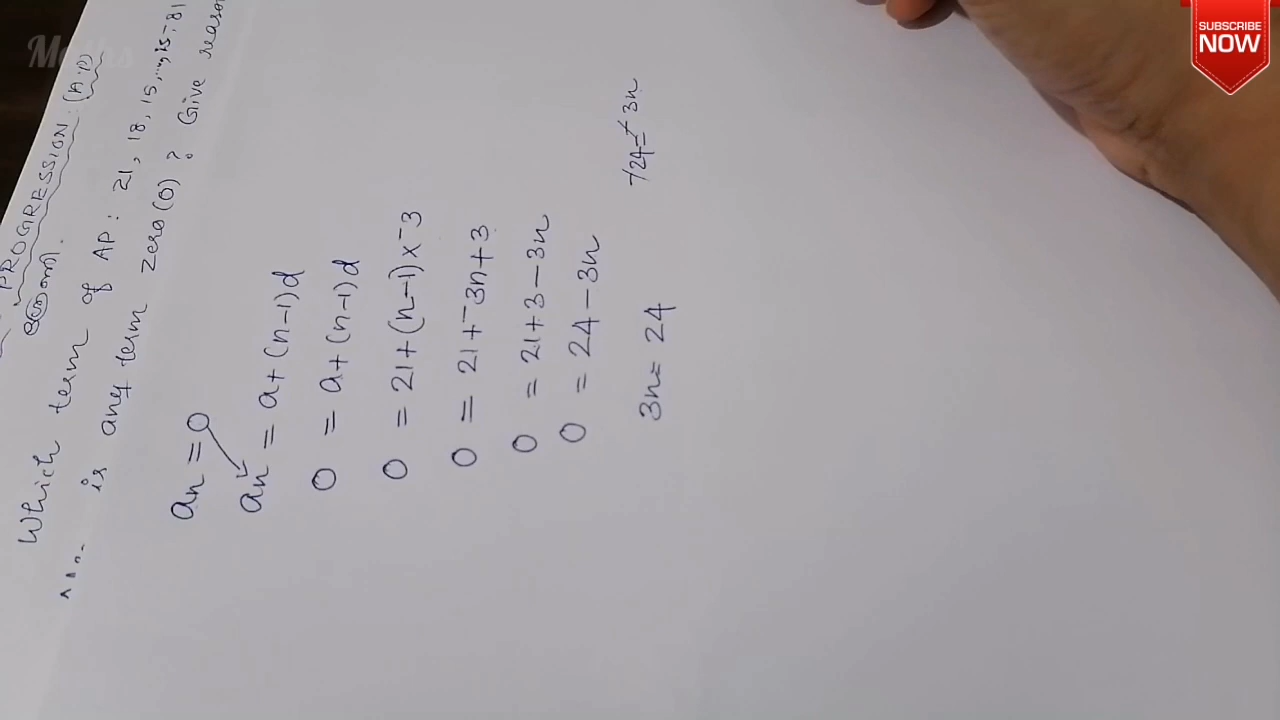 PROGRESSION: (A.P)
Which term of AP: 21, 18, 15, ..., is -81
is any term zero(0)? Give reason
an = 0
an = a+(n-1)d
0 = a+(n-1)d
0 = 21+(n-1)x-3
0 = 21+-3n+3
0 = 21+3-3n
0 = 24-3n
-24=-3n
3n= 24
SUBSCRIBE
NOW